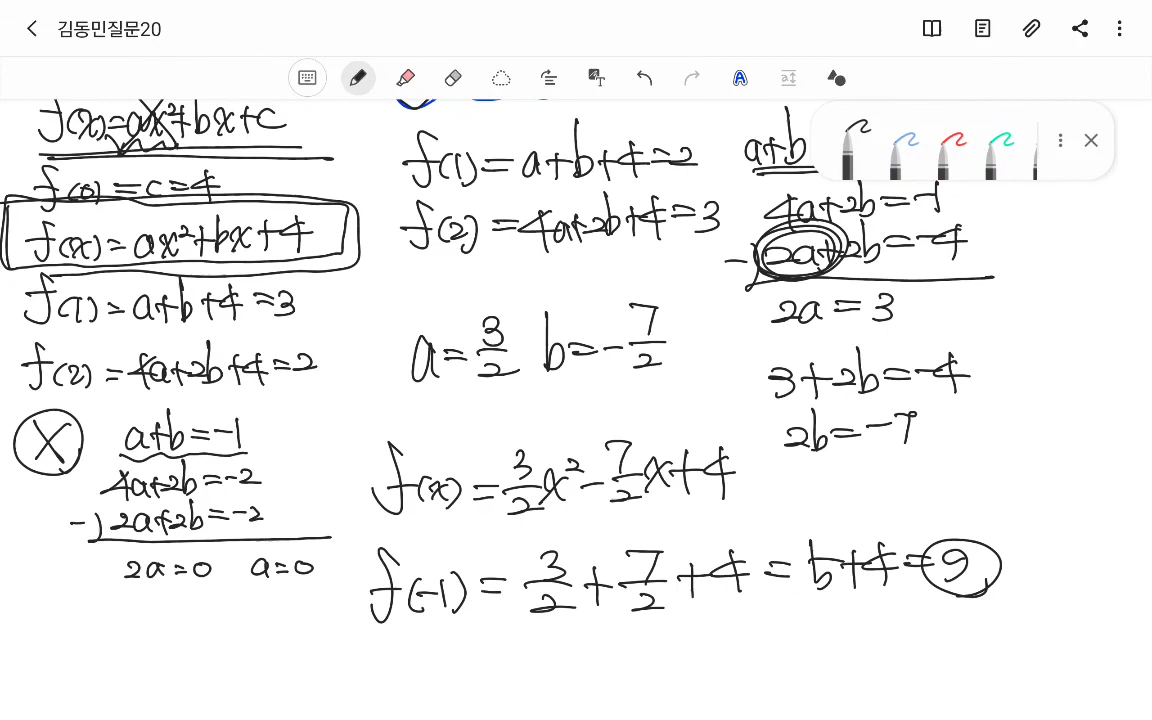 김동민질문20
f(x)=ax²+bx+c
f(0)=c=4
f(x)=ax²+bx+4
f(1)=a+b+4=3
f(2)=4a+2b+4=2
X
a+b=-1
4a+2b=-2
-) 2a+2b=-2
2a=0 a=0
f(1)=a+b+4=2
f(2)=4a+2b+4=3
a=3/2 b=-7/2
f(x)=3/2x²-7/2x+4
f(-1)=3/2+7/2+4=5+4=9
a+b
4a+2b=-1
-) 2a+2b=-4
2a=3
3+2b=-4
2b=-7